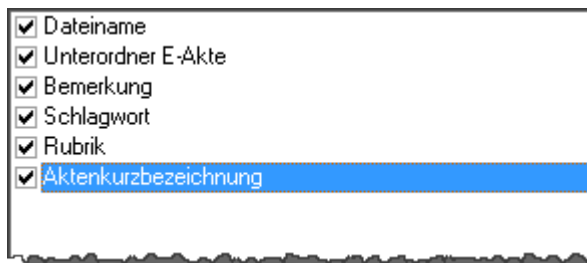 Dateiname
Unterordner E-Akte
Bemerkung
Schlagwort
Rubrik
Aktenkurzbezeichnung